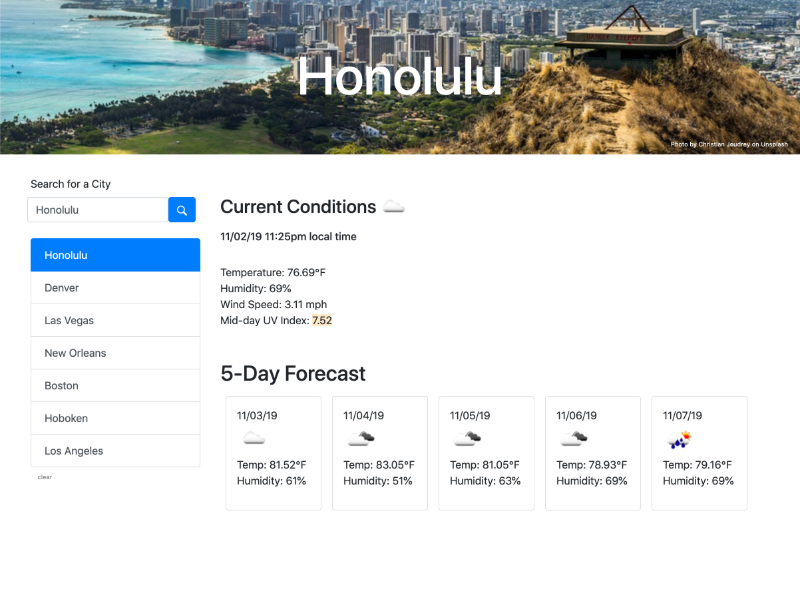 Honolulu
Photo by Christian Joudrey on Unsplash
Search for a City
Honolulu
Honolulu
Denver
Las Vegas
New Orleans
Boston
Hoboken
Los Angeles
clear
Current Conditions
11/02/19 11:25pm local time
Temperature: 76.69°F
Humidity: 69%
Wind Speed: 3.11 mph
Mid-day UV Index: 7.52
5-Day Forecast
11/03/19
Temp: 81.52°F
Humidity: 61%
11/04/19
Temp: 83.05°F
Humidity: 51%
11/05/19
Temp: 81.05°F
Humidity: 63%
11/06/19
Temp: 78.93°F
Humidity: 69%
11/07/19
Temp: 79.16°F
Humidity: 69%